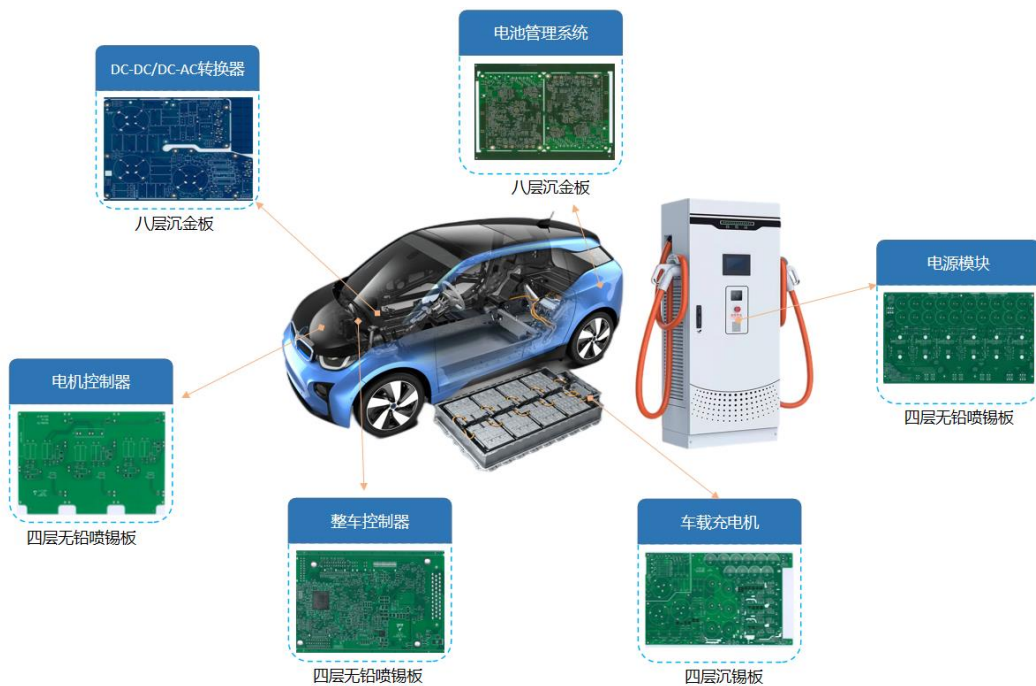 电池管理系统
八层沉金板
DC-DC/DC-AC转换器
八层沉金板
电源模块
四层无铅喷锡板
电机控制器
四层无铅喷锡板
整车控制器
四层无铅喷锡板
车载充电机
四层沉锡板